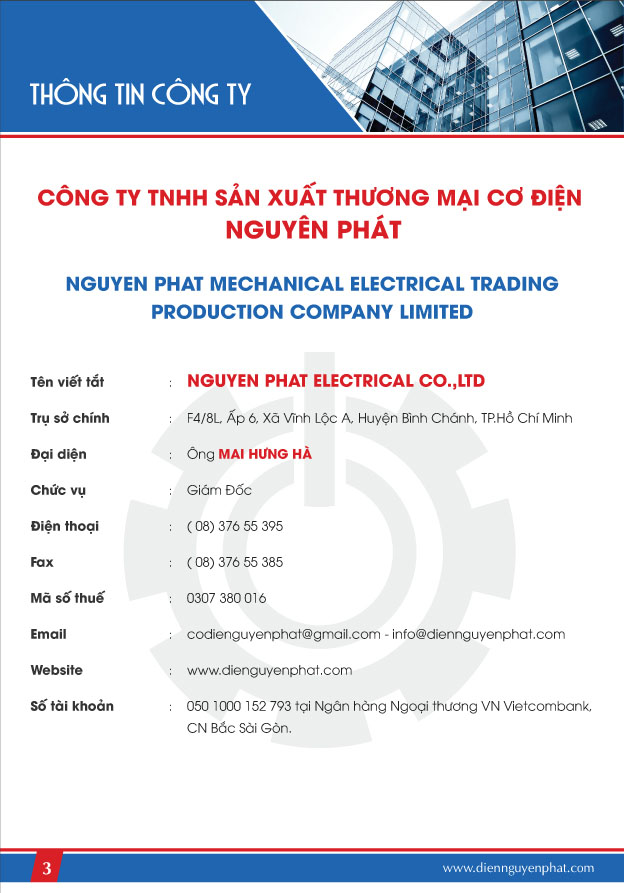 THÔNG TIN CÔNG TY
CÔNG TY TNHH SẢN XUẤT THƯƠNG MẠI CƠ ĐIỆN
NGUYÊN PHÁT
NGUYEN PHAT MECHANICAL ELECTRICAL TRADING
PRODUCTION COMPANY LIMITED
Tên viết tắt : NGUYEN PHAT ELECTRICAL CO.,LTD
Trụ sở chính : F4/8L, Ấp 6, Xã Vĩnh Lộc A, Huyện Bình Chánh, TP.Hồ Chí Minh
Đại diện : Ông MAI HƯNG HÀ
Chức vụ : Giám Đốc
Điện thoại : ( 08) 376 55 395
Fax : ( 08) 376 55 385
Mã số thuế : 0307 380 016
Email : codienguyenphat@gmail.com - info@diennguyenphat.com
Website : www.dienguyenphat.com
Số tài khoản : 050 1000 152 793 tại Ngân hàng Ngoại thương VN Vietcombank,
CN Bắc Sài Gòn.
3
www.diennguyenphat.com